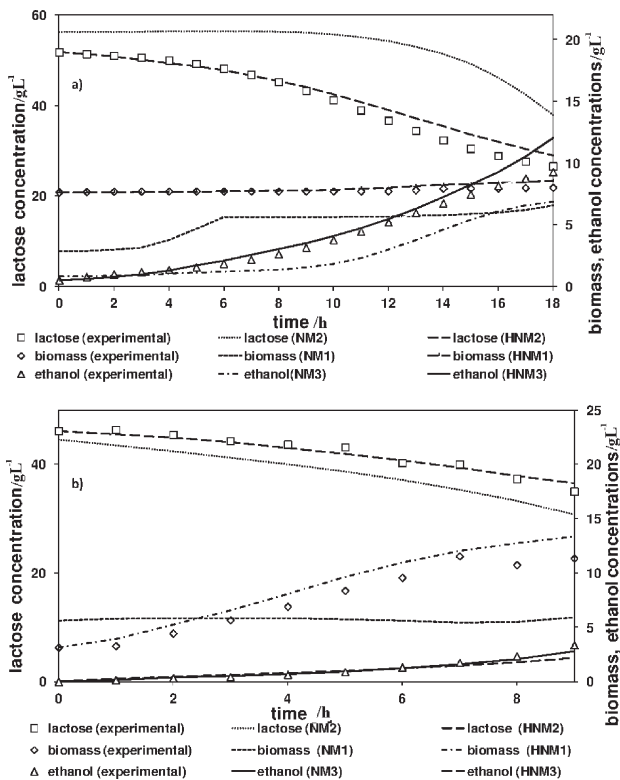 60
40
20
0
lactose concentration/gL-1
a)
20
15
10
5
0
biomass, ethanol concentrations/gL-1
0 2 4 6 8 10 12 14 16 18
time /h
lactose (experimental) lactose (NM2) lactose (HNM2)
biomass (experimental) biomass (NM1) biomass (HNM1)
ethanol (experimental) ethanol(NM3) ethanol (HNM3)
40
20
0
lactose concentration/gL-1
b)
25
20
15
10
5
0
biomass, ethanol concentrations/gL-1
0 2 4 6 8
time /h
lactose (experimental) lactose (NM2) lactose (HNM2)
biomass (experimental) biomass (NM1) biomass (HNM1)
ethanol (experimental) ethanol (NM3) ethanol (HNM3)